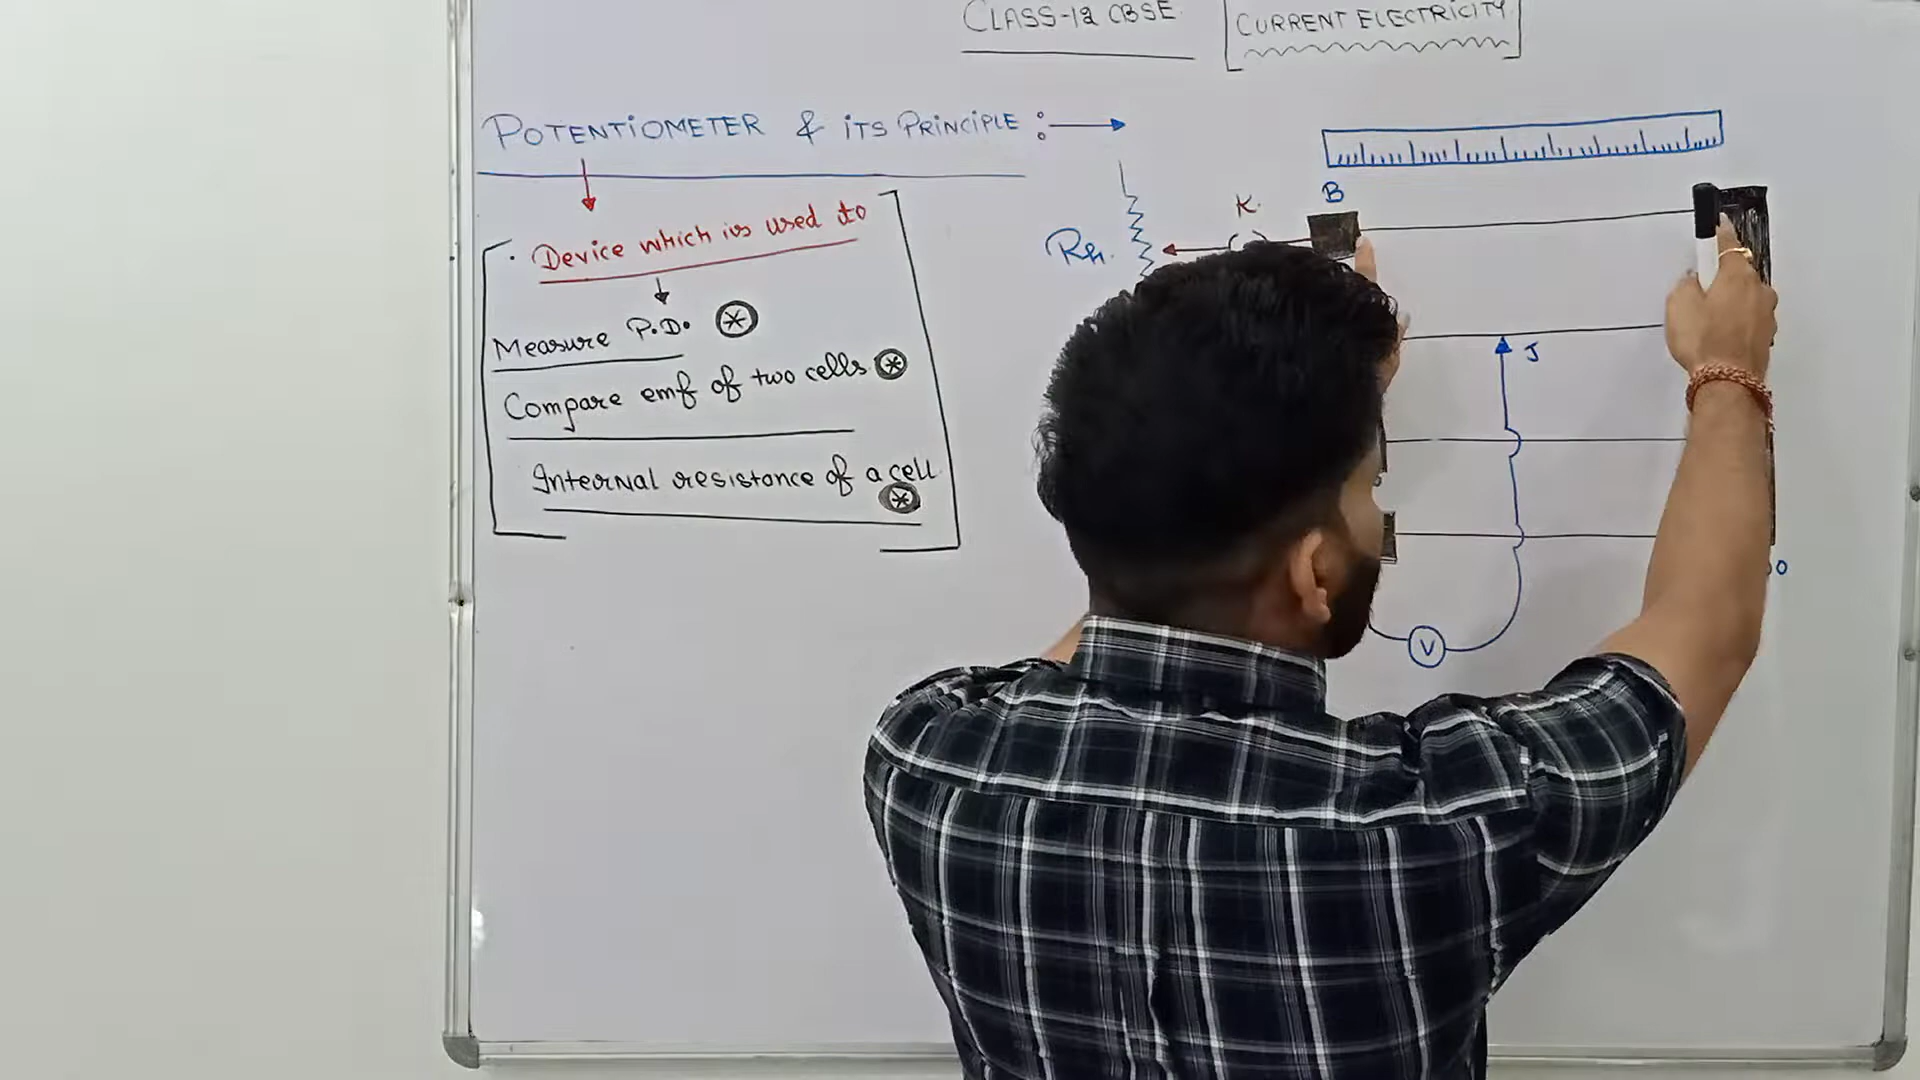 CLASS-12 CBSE
CURRENT ELECTRICITY
POTENTIOMETER & ITS PRINCIPLE :
Device which is used to
Measure P.D.
Compare emf of two cells
Internal resistance of a cell
Rh.
K.
B
J
V